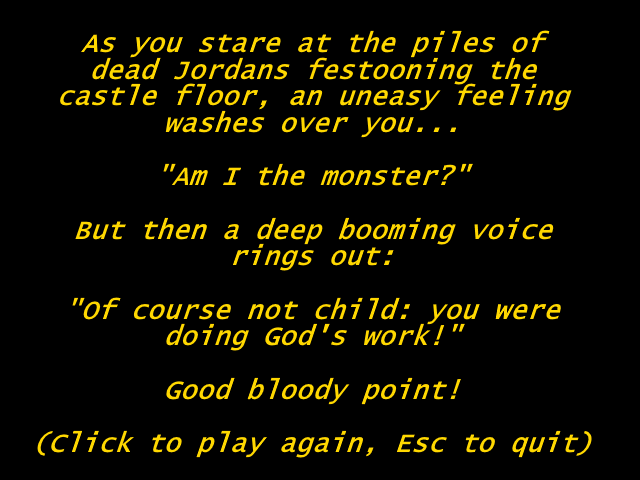 As you stare at the piles of
dead Jordans festooning the
castle floor, an uneasy feeling
washes over you...
"Am I the monster?"
But then a deep booming voice
rings out:
"Of course not child: you were
doing God's work!"
Good bloody point!
(Click to play again, Esc to quit)